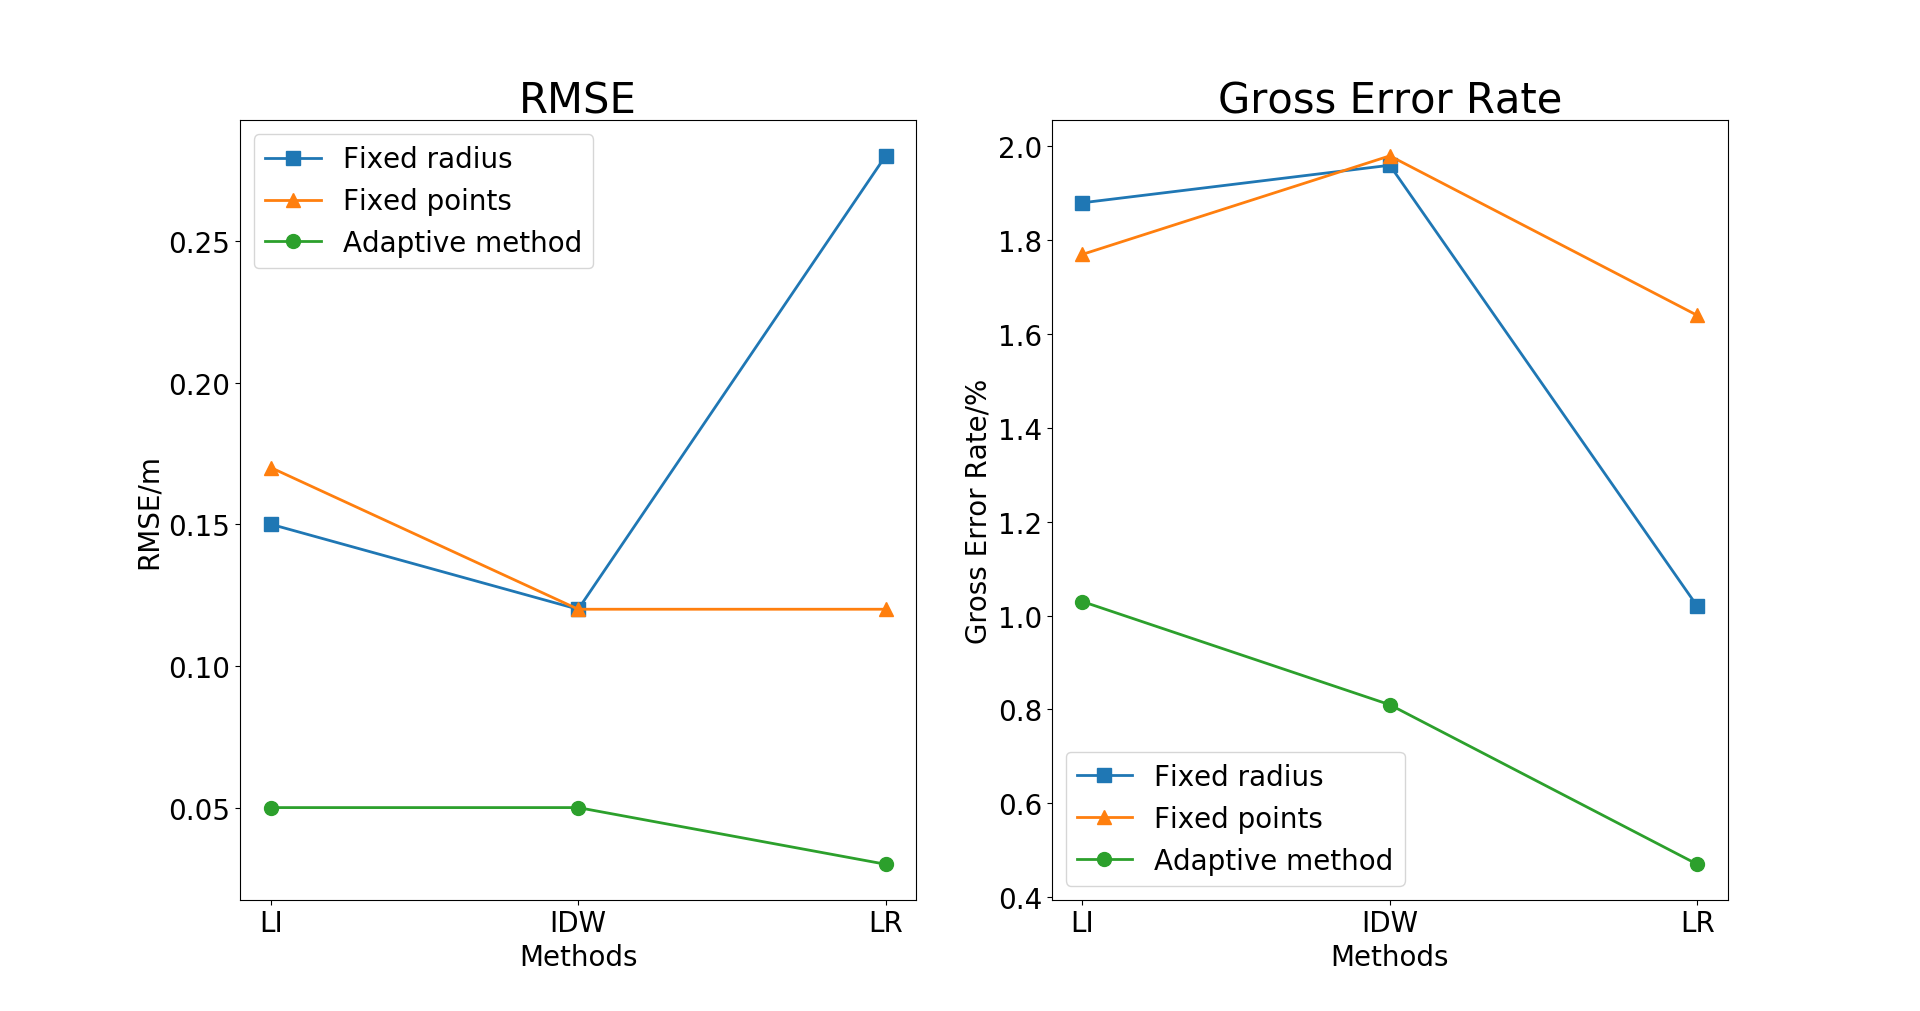 RMSE
Fixed radius
Fixed points
Adaptive method
0.25
0.20
0.15
0.10
0.05
RMSE/m
LI IDW LR
Methods
Gross Error Rate
2.0
1.8
1.6
1.4
1.2
1.0
0.8
0.6
0.4
Gross Error Rate/%
Fixed radius
Fixed points
Adaptive method
LI IDW LR
Methods